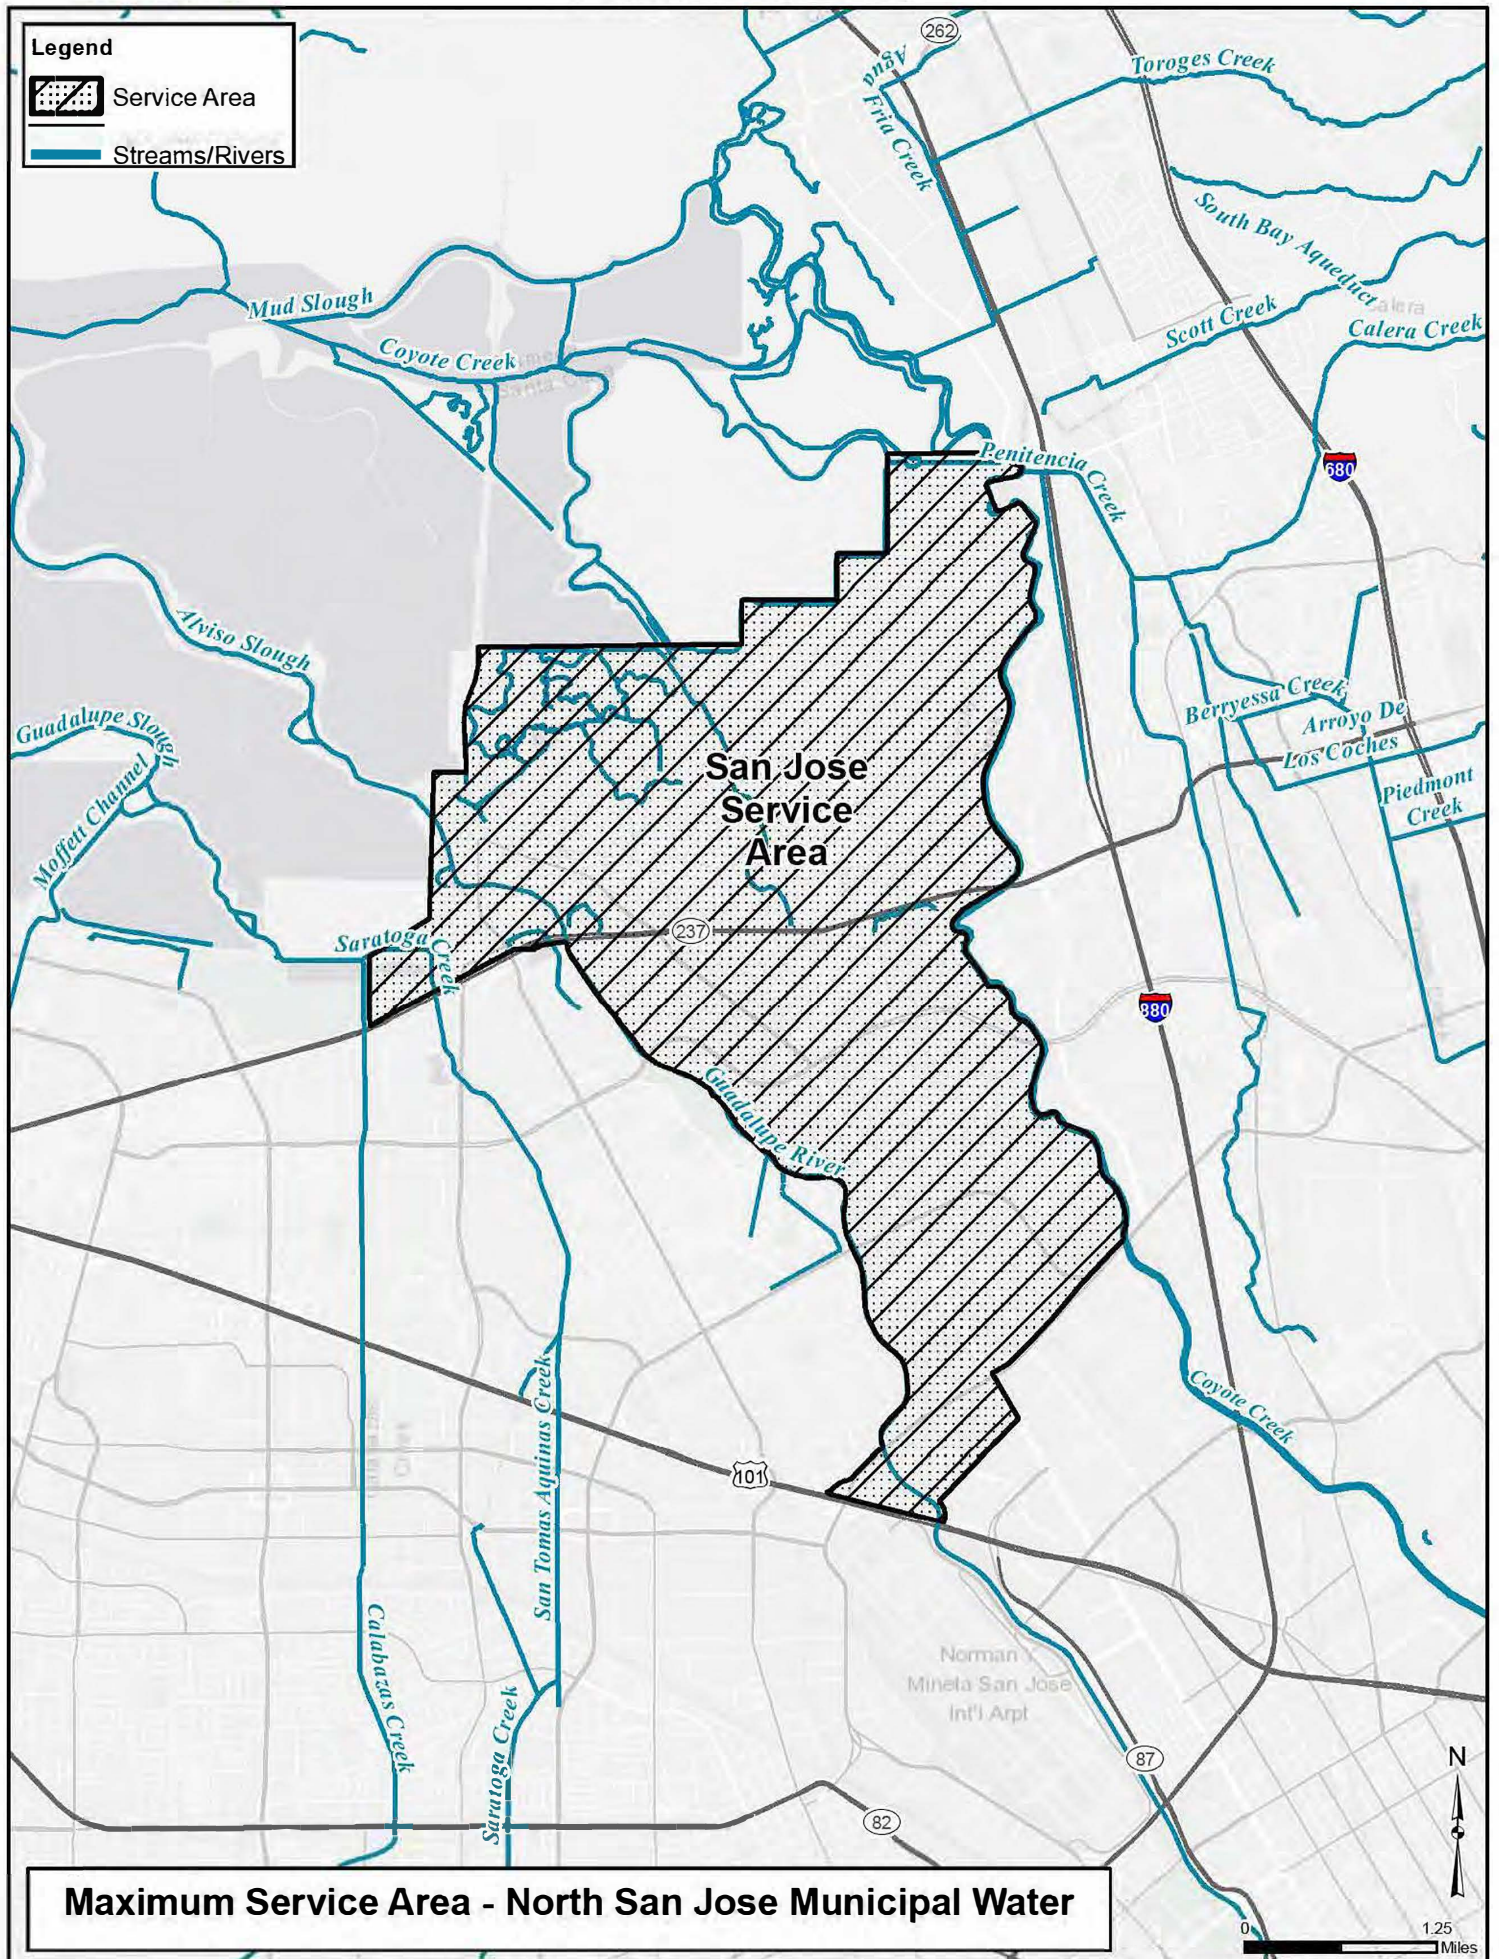 Legend
Service Area
Streams/Rivers
262
Agua
Fria Creek
Toroges Creek
South Bay Aqueduct
Mud Slough
Coyote Creek
Santa Clara
Scott Creek
Calera
Calera Creek
Penitencia Creek
680
Alviso Slough
Guadalupe Slough
Moffett Channel
Berryessa Creek
Arroyo De
Los Coches
Piedmont
Creek
San Jose
Service
Area
237
Saratoga
Creek
880
Guadalupe River
San Tomas Aquinas Creek
101
Coyote Creek
Calabazas Creek
Saratoga Creek
Norman Y
Mineta San Jose
Int'l Arpt
87
82
N
Maximum Service Area - North San Jose Municipal Water
0 1.25
Miles